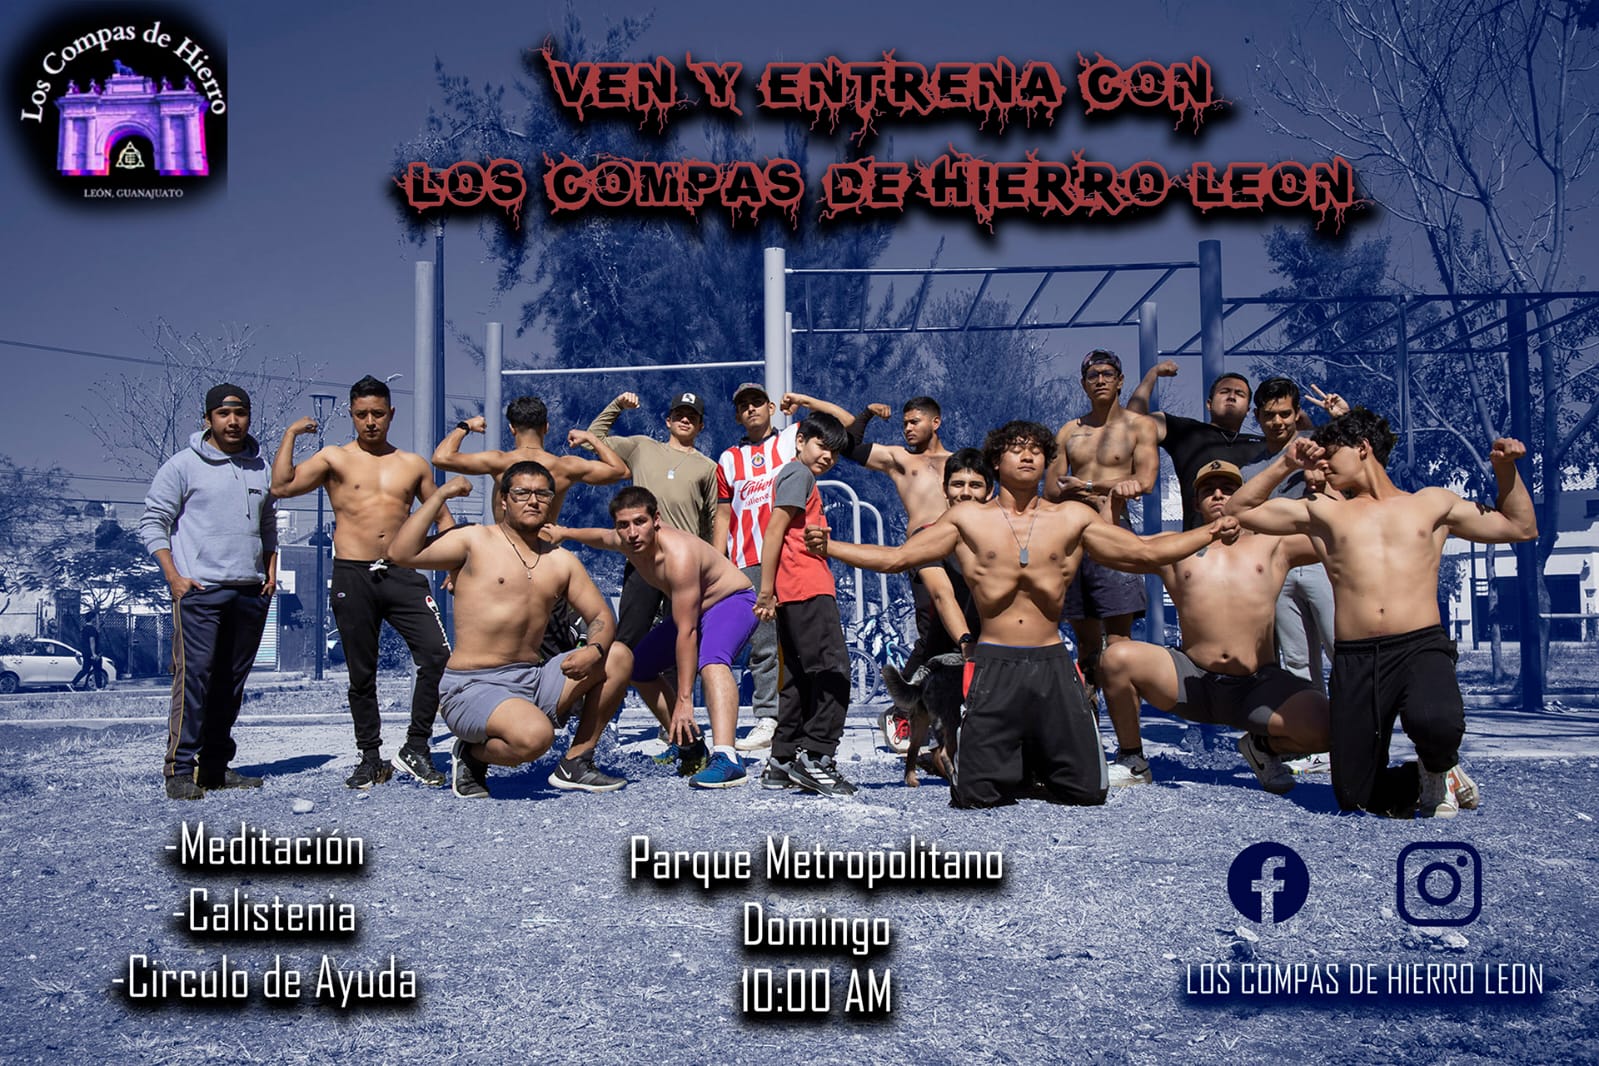 Los Compas de Hierro
LEÓN, GUANAJUATO
VEN Y ENTRENA CON
LOS COMPAS DE HIERRO LEON
-Meditación
-Calistenia
-Circulo de Ayuda
Parque Metropolitano
Domingo
10:00 AM
LOS COMPAS DE HIERRO LEON